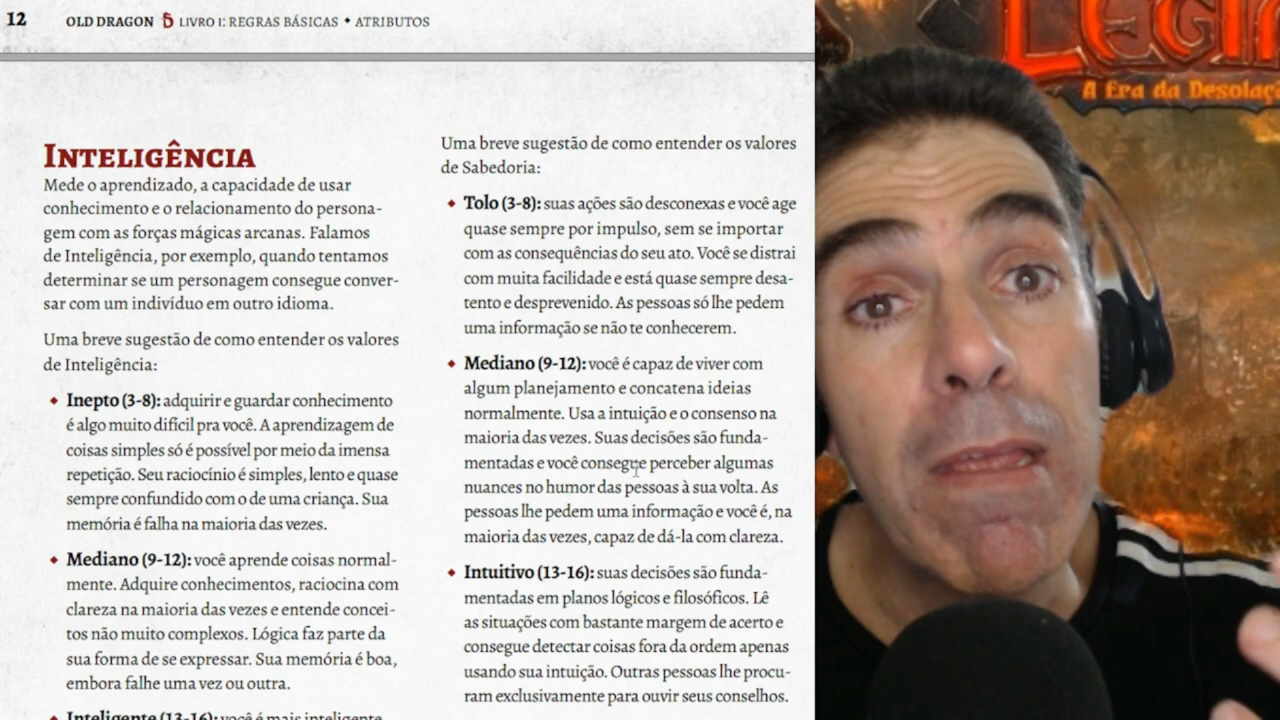 12 OLD DRAGON LIVRO I: REGRAS BÁSICAS ATRIBUTOS
INTELIGÊNCIA
Mede o aprendizado, a capacidade de usar
conhecimento e o relacionamento do persona-
gem com as forças mágicas arcanas. Falamos
de Inteligência, por exemplo, quando tentamos
determinar se um personagem consegue conver-
sar com um indivíduo em outro idioma.
Uma breve sugestão de como entender os valores
de Inteligência:
Inepto (3-8): adquirir e guardar conhecimento
é algo muito difícil pra você. A aprendizagem de
coisas simples só é possível por meio da imensa
repetição. Seu raciocínio é simples, lento e quase
sempre confundido com o de uma criança. Sua
memória é falha na maioria das vezes.
Mediano (9-12): você aprende coisas normal-
mente. Adquire conhecimentos, raciocina com
clareza na maioria das vezes e entende concei-
tos não muito complexos. Lógica faz parte da
sua forma de se expressar. Sua memória é boa,
embora falhe uma vez ou outra.
Inteligente (13-16): você é mais inteligente
Uma breve sugestão de como entender os valores
de Sabedoria:
Tolo (3-8): suas ações são desconexas e você age
quase sempre por impulso, sem se importar
com as consequências do seu ato. Você se distrai
com muita facilidade e está quase sempre desa-
tento e desprevenido. As pessoas só lhe pedem
uma informação se não te conhecerem.
Mediano (9-12): você é capaz de viver com
algum planejamento e concatena ideias
normalmente. Usa a intuição e o consenso na
maioria das vezes. Suas decisões são funda-
mentadas e você consegue perceber algumas
nuances no humor das pessoas à sua volta. As
pessoas lhe pedem uma informação e você é, na
maioria das vezes, capaz de dá-la com clareza.
Intuitivo (13-16): suas decisões são funda-
mentadas em planos lógicos e filosóficos. Lê
as situações com bastante margem de acerto e
consegue detectar coisas fora da ordem apenas
usando sua intuição. Outras pessoas lhe procu-
ram exclusivamente para ouvir seus conselhos.
A Era da Desolaç